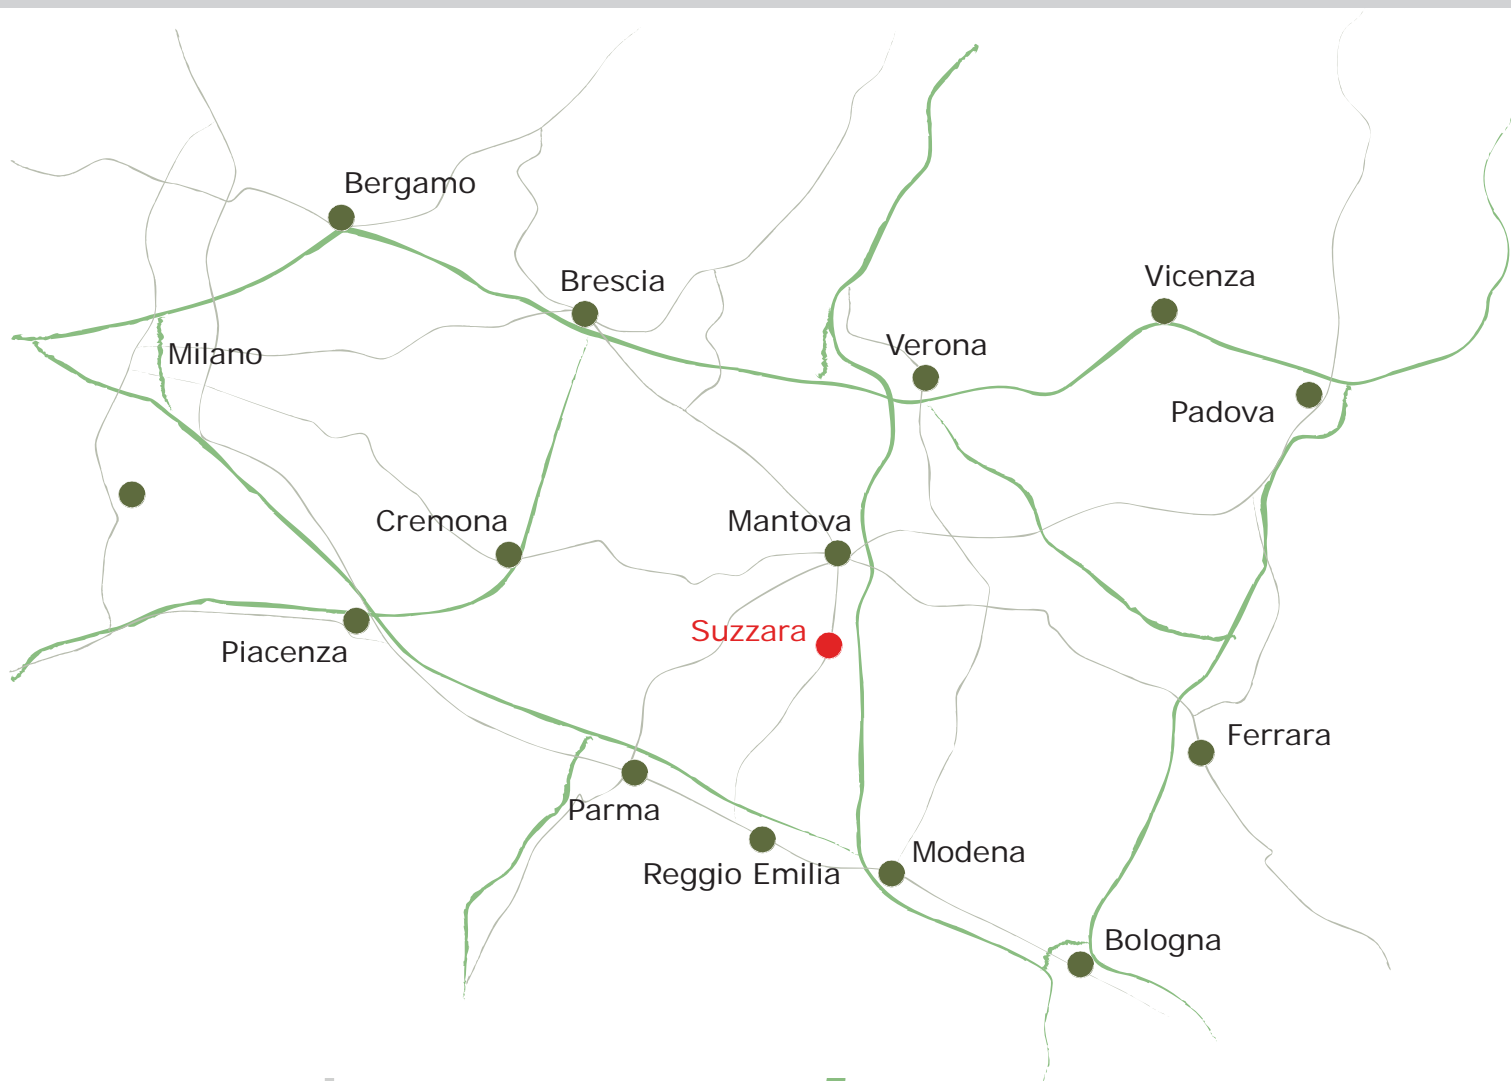 Bergamo
Brescia
Vicenza
Verona
Milano
Padova
Cremona
Mantova
Suzzara
Piacenza
Ferrara
Parma
Modena
Reggio Emilia
Bologna